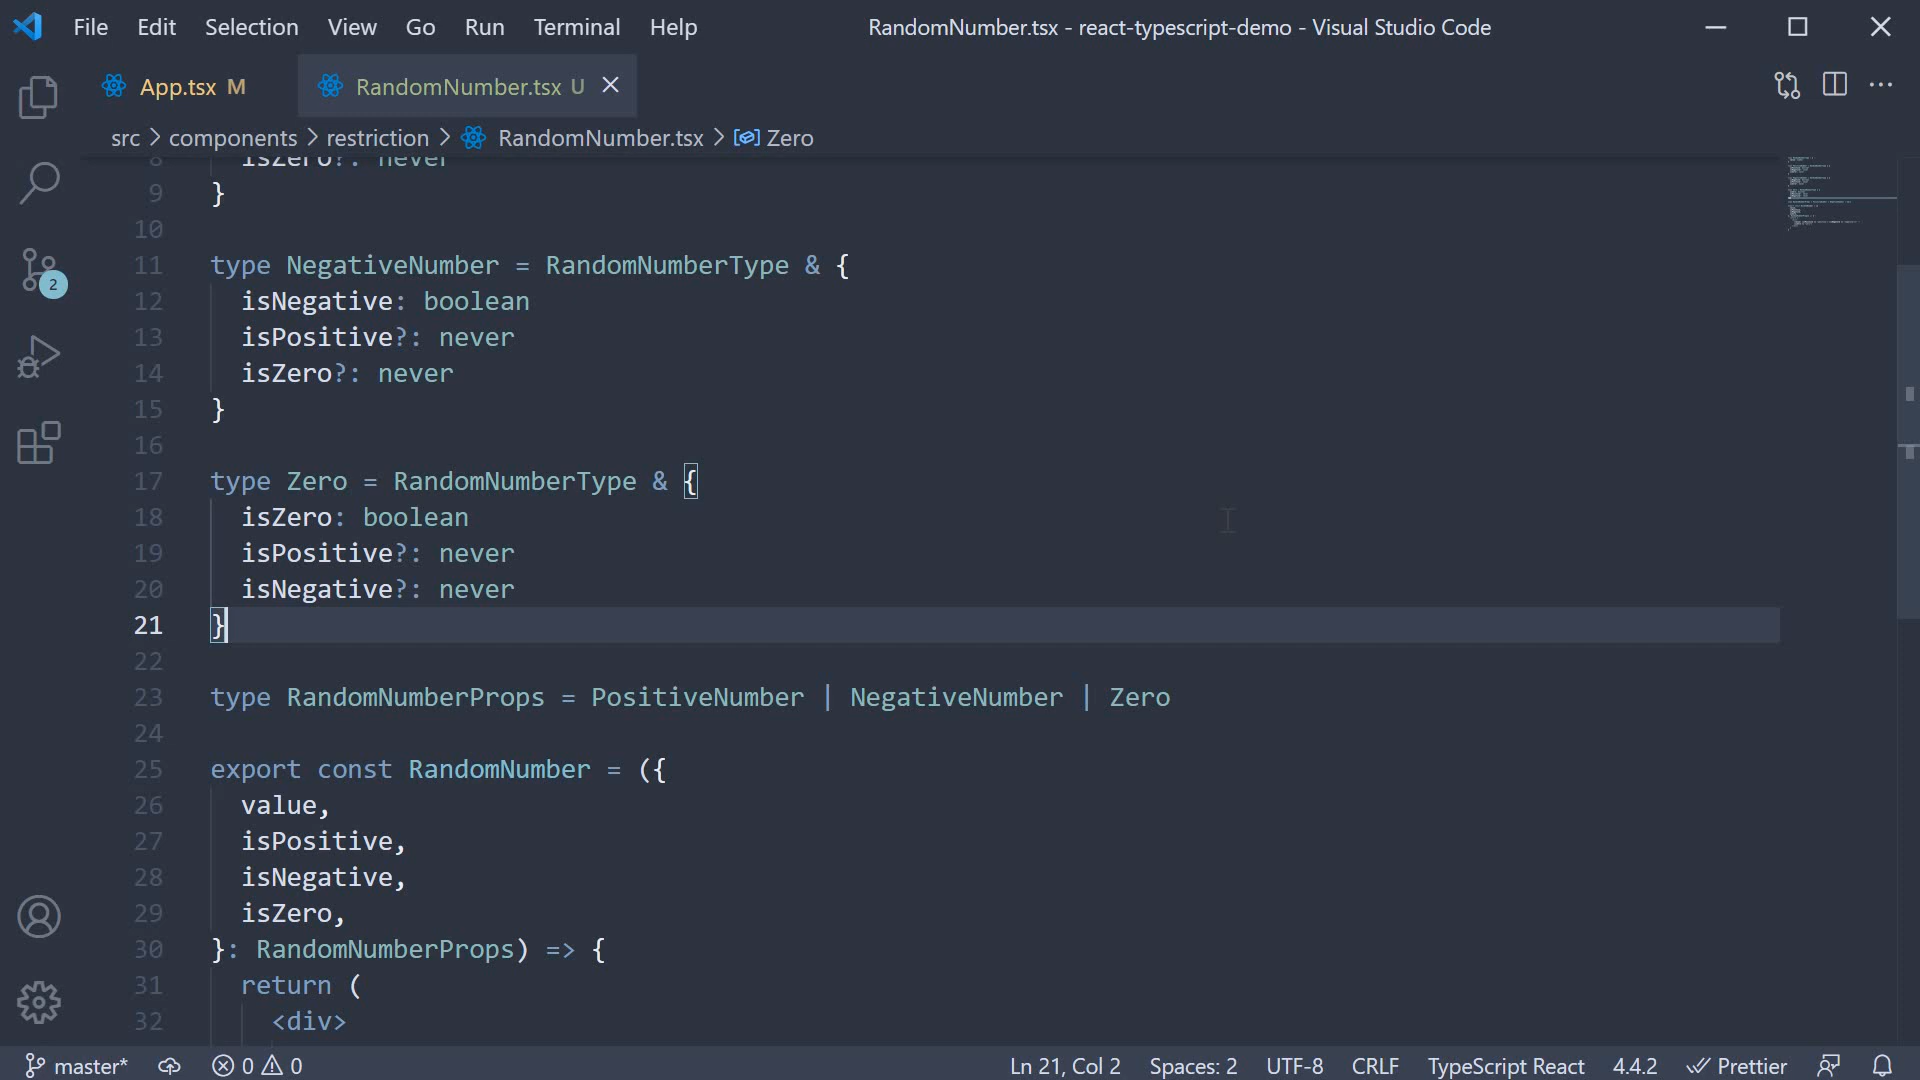 File Edit Selection View Go Run Terminal Help RandomNumber.tsx - react-typescript-demo - Visual Studio Code
App.tsx M RandomNumber.tsx U
src > components > restriction > RandomNumber.tsx > Zero
8 isZero?: never
9 }
10
11 type NegativeNumber = RandomNumberType & {
12 isNegative: boolean
13 isPositive?: never
14 isZero?: never
15 }
16
17 type Zero = RandomNumberType & {
18 isZero: boolean
19 isPositive?: never
20 isNegative?: never
21 }
22
23 type RandomNumberProps = PositiveNumber | NegativeNumber | Zero
24
25 export const RandomNumber = ({
26 value,
27 isPositive,
28 isNegative,
29 isZero,
30 }: RandomNumberProps) => {
31 return (
32 <div>
2
master* 0 0 Ln 21, Col 2 Spaces: 2 UTF-8 CRLF TypeScript React 4.4.2 Prettier